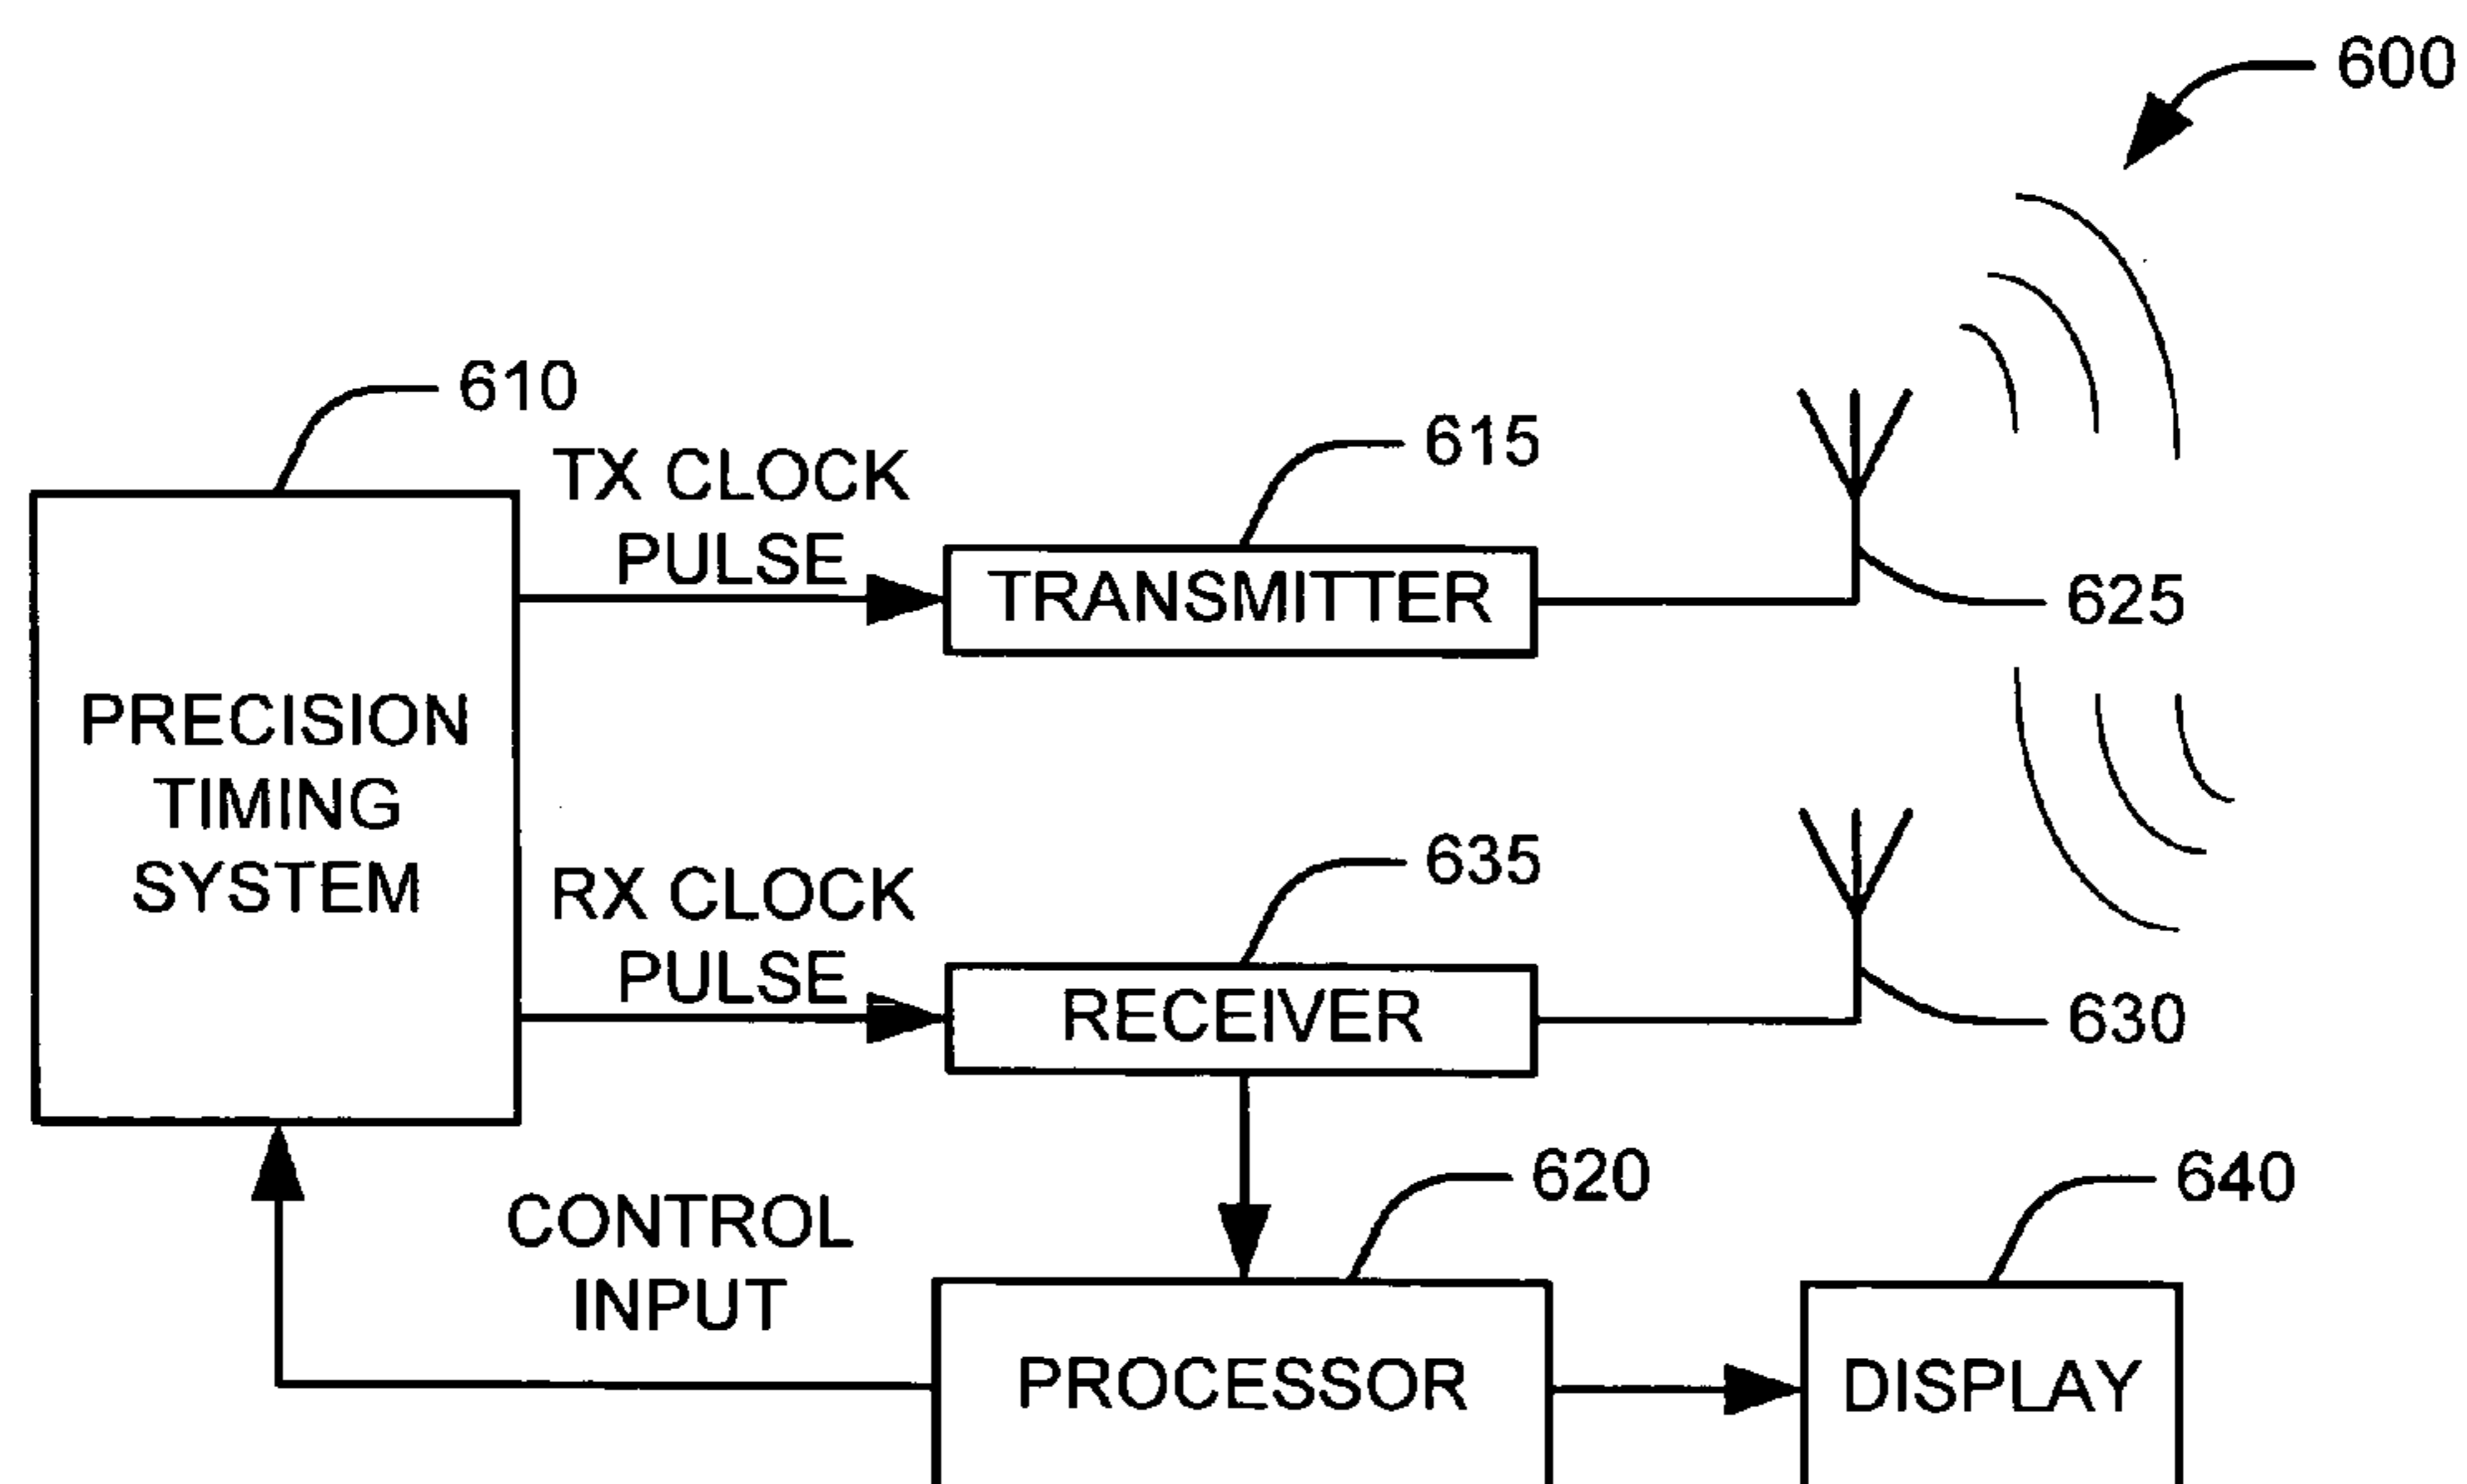 600
610
TX CLOCK
PULSE
615
TRANSMITTER
625
PRECISION
TIMING
SYSTEM
RX CLOCK
PULSE
635
RECEIVER
630
CONTROL
INPUT
620
640
PROCESSOR
DISPLAY